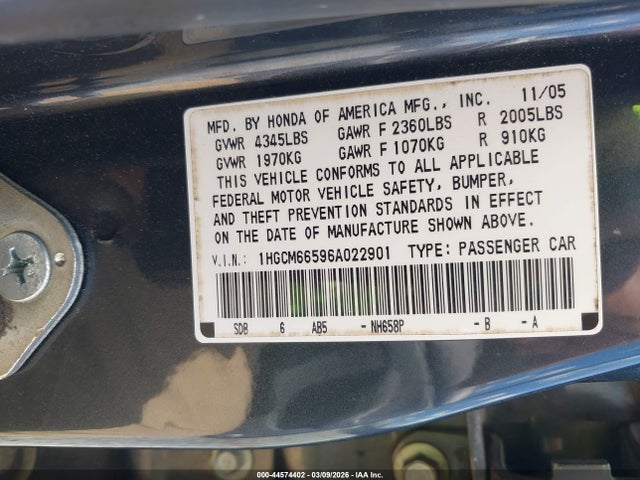 MFD. BY HONDA OF AMERICA MFG., INC. 11/05
GVWR 4345LBS GAWR F 2360LBS R 2005LBS
GVWR 1970KG GAWR F 1070KG R 910KG
THIS VEHICLE CONFORMS TO ALL APPLICABLE
FEDERAL MOTOR VEHICLE SAFETY, BUMPER,
AND THEFT PREVENTION STANDARDS IN EFFECT
ON THE DATE OF MANUFACTURE SHOWN ABOVE.
V.I.N.: 1HGCM66596A022901 TYPE: PASSENGER CAR
SDB 6 AB5 - NH658P - B - A
000-44574402 - 03/09/2026 - IAA Inc.